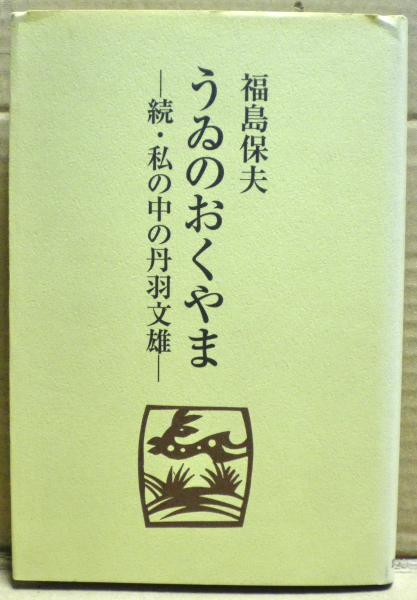 福島保夫
うゐのおくやま
―続・私の中の丹羽文雄―